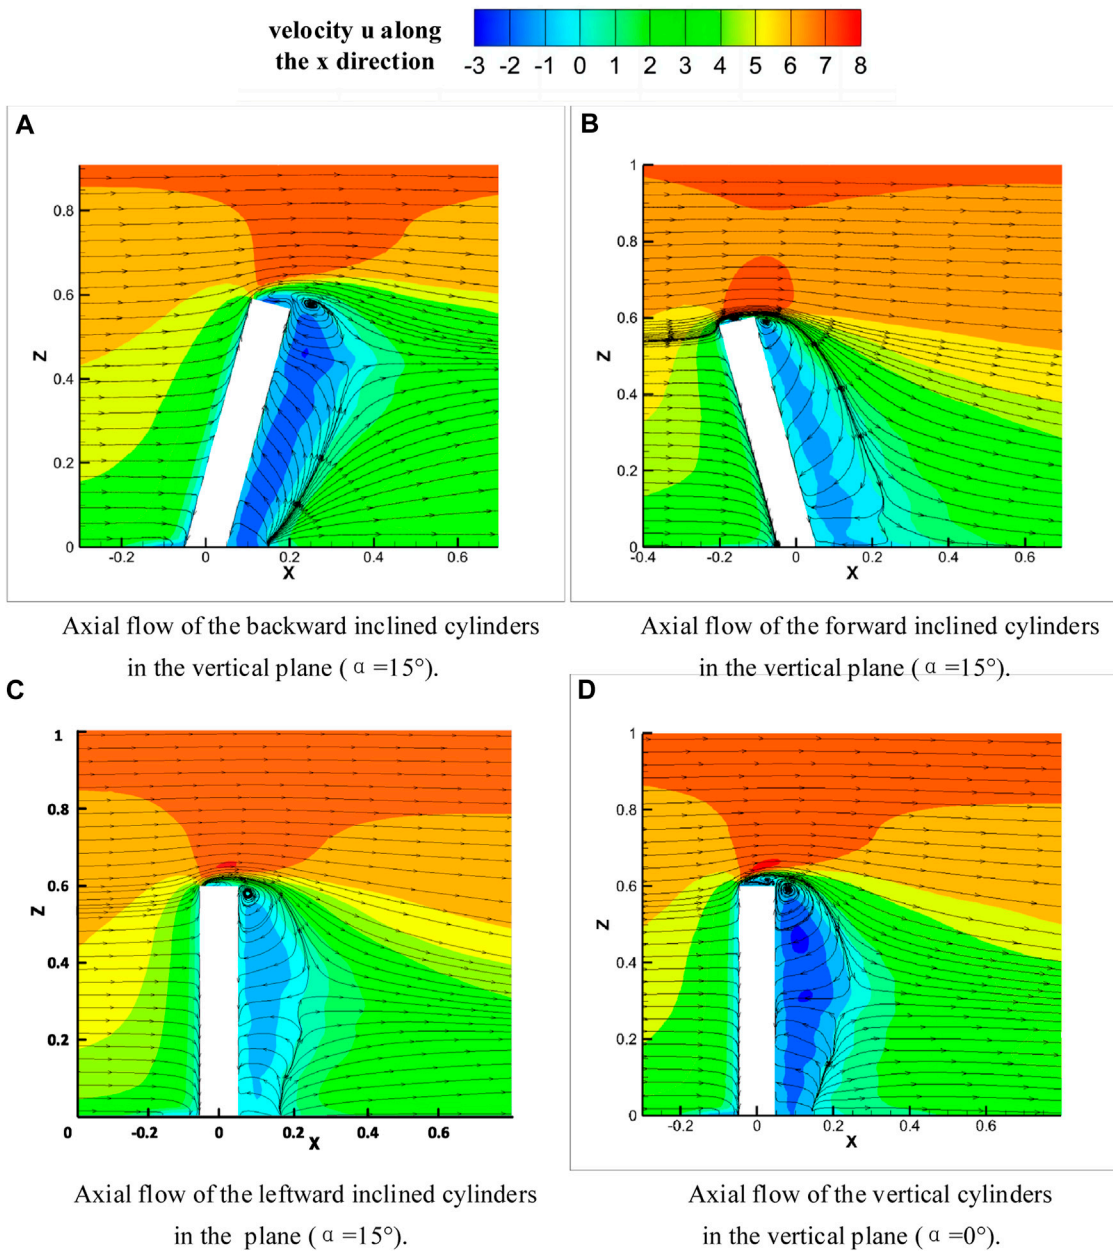 velocity u along
the x direction
-3 -2 -1 0 1 2 3 4 5 6 7 8
A
0.8
0.6
Z
0.4
0.2
0
-0.2 0 0.2 0.4 0.6
X
Axial flow of the backward inclined cylinders
in the vertical plane (α=15°).
B
1
0.8
0.6
Z
0.4
0.2
0
-0.4 -0.2 0 0.2 0.4 0.6
X
Axial flow of the forward inclined cylinders
in the vertical plane (α=15°).
C
1
0.8
0.6
Z
0.4
0.2
0 -0.2 0 0.2 0.4 0.6
X
Axial flow of the leftward inclined cylinders
in the plane (α=15°).
D
1
0.8
0.6
Z
0.4
0.2
0
-0.2 0 0.2 0.4 0.6
X
Axial flow of the vertical cylinders
in the vertical plane (α=0°).